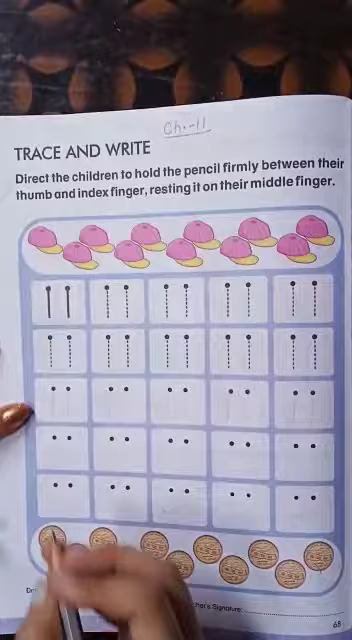 Ch:-11
TRACE AND WRITE
Direct the children to hold the pencil firmly between their
thumb and index finger, resting it on their middle finger.
Signature:
68